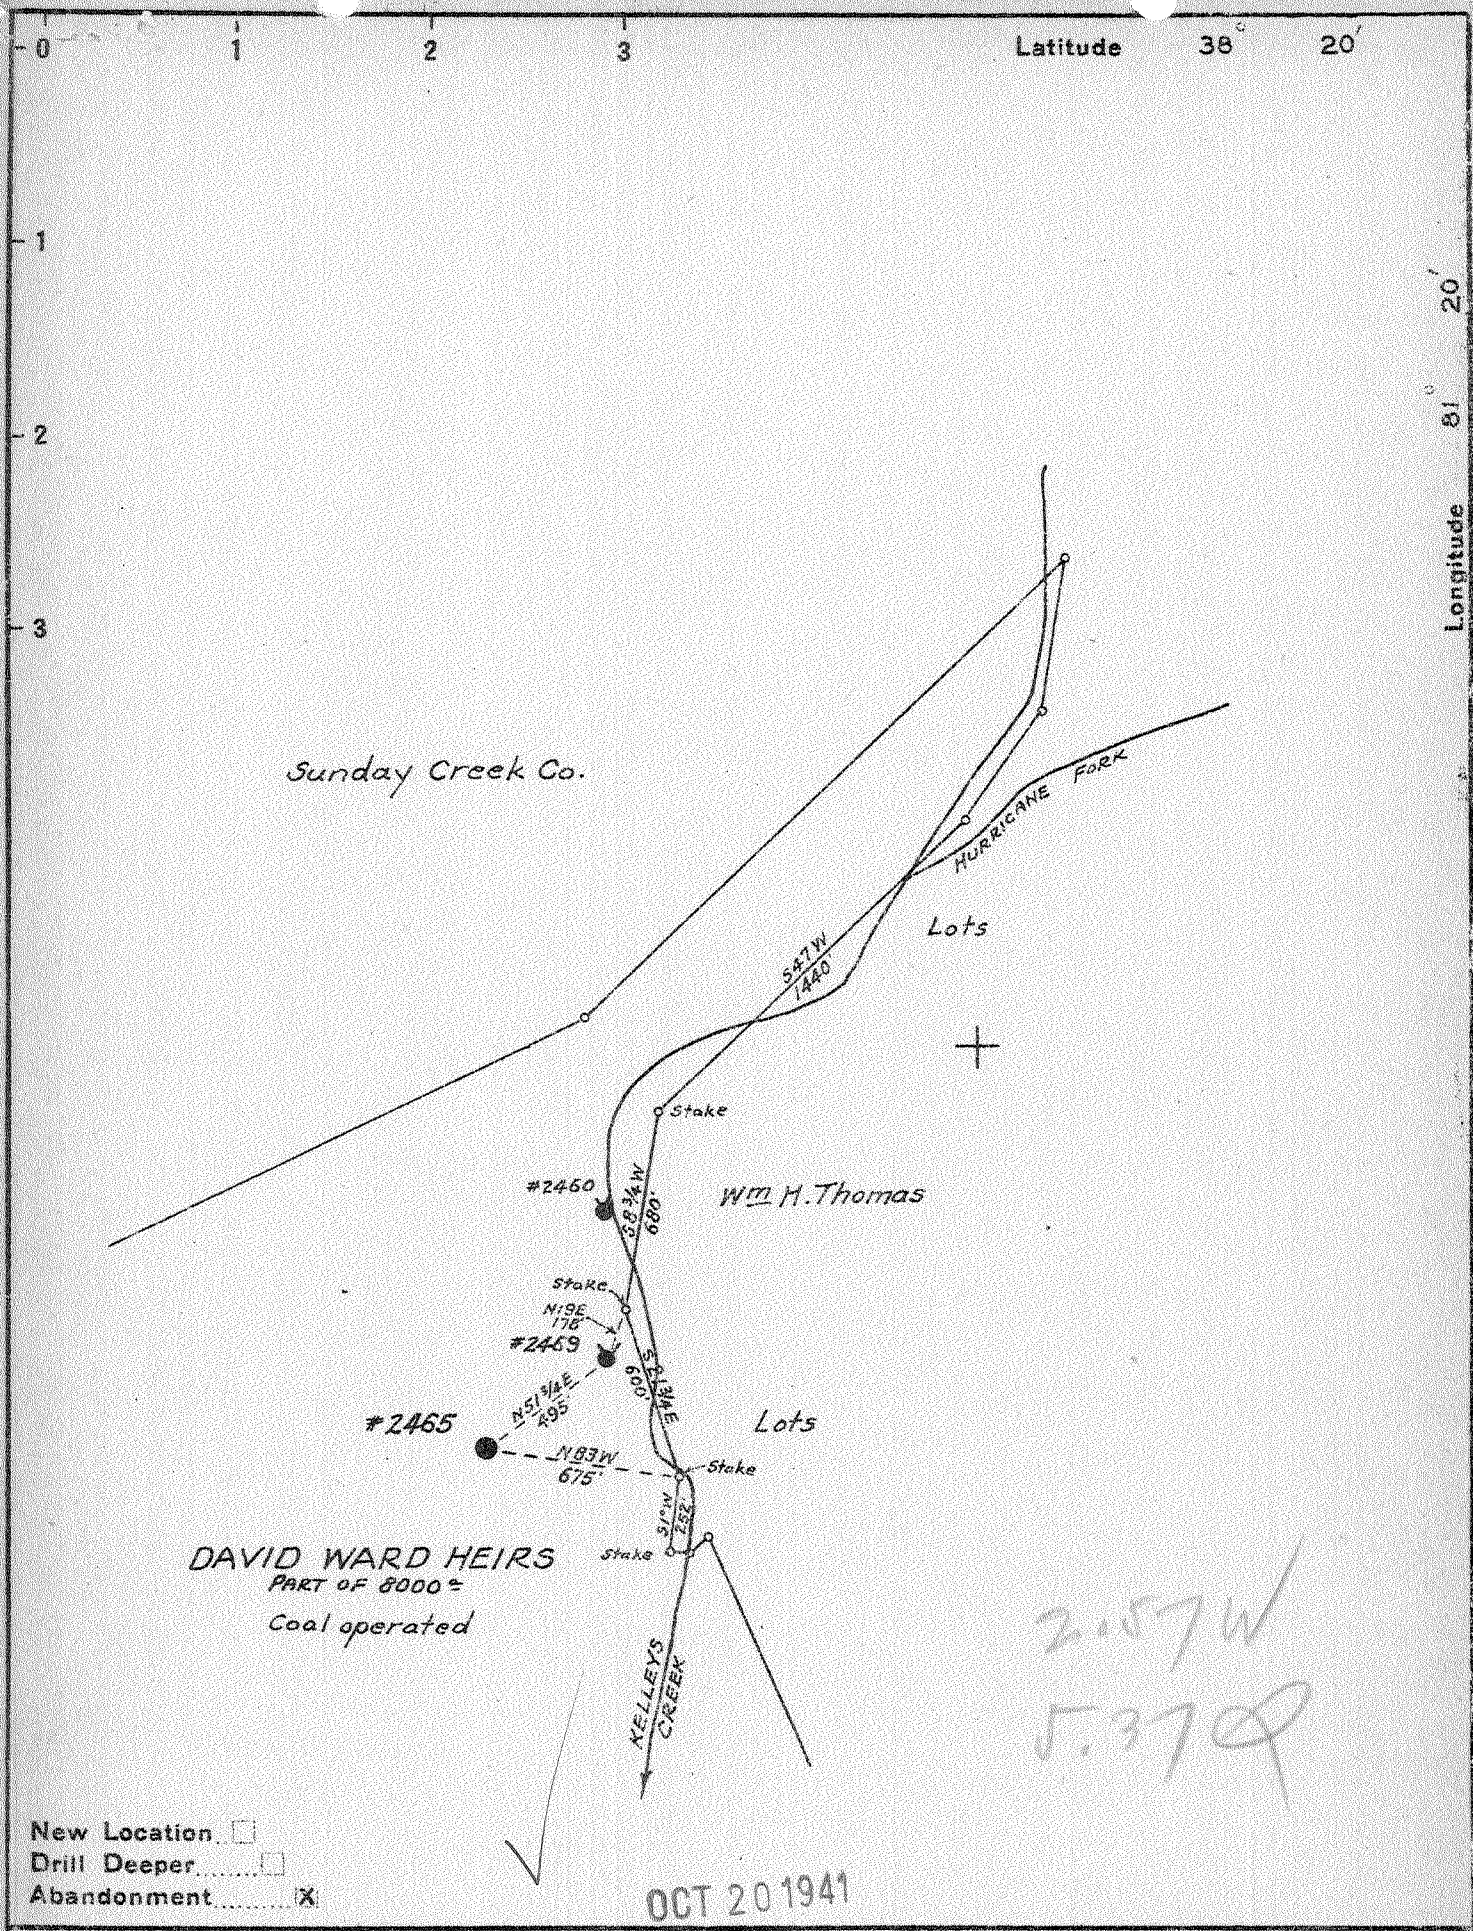 0 1 2 3 Latitude 38° 20'
1
2
3
Longitude 81° 20'
Sunday Creek Co.
HURRICANE FORK
Lots
S47W
1440'
Stake
#2460
S8 3/4 W
680'
Wm H. Thomas
Stake
N19E
178'
#2459
S21 3/4 E
600'
N51 3/4 E
495'
#2465
Lots
N83W
675'
Stake
S1°W
252'
Stake
DAVID WARD HEIRS
PART OF 8000 a
Coal operated
KELLEYS
CREEK
2.57W
New Location
Drill Deeper
Abandonment X
OCT 20 1941